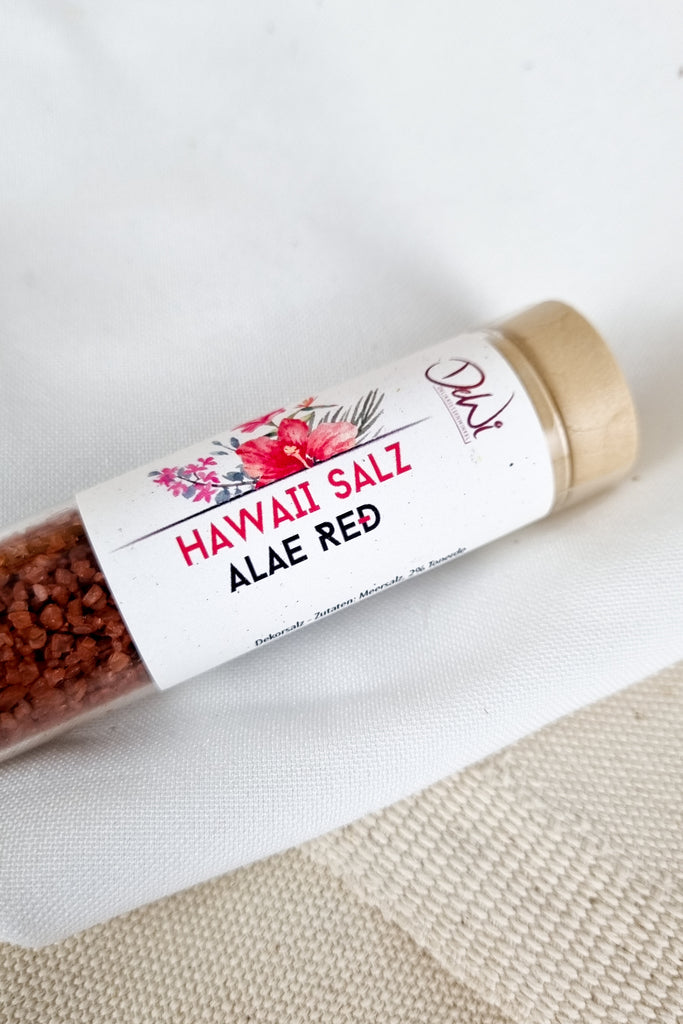 DeWi
HAWAII SALZ
ALAE RED
Dekorsalz - Zutaten: Meersalz, 2% Tonerde